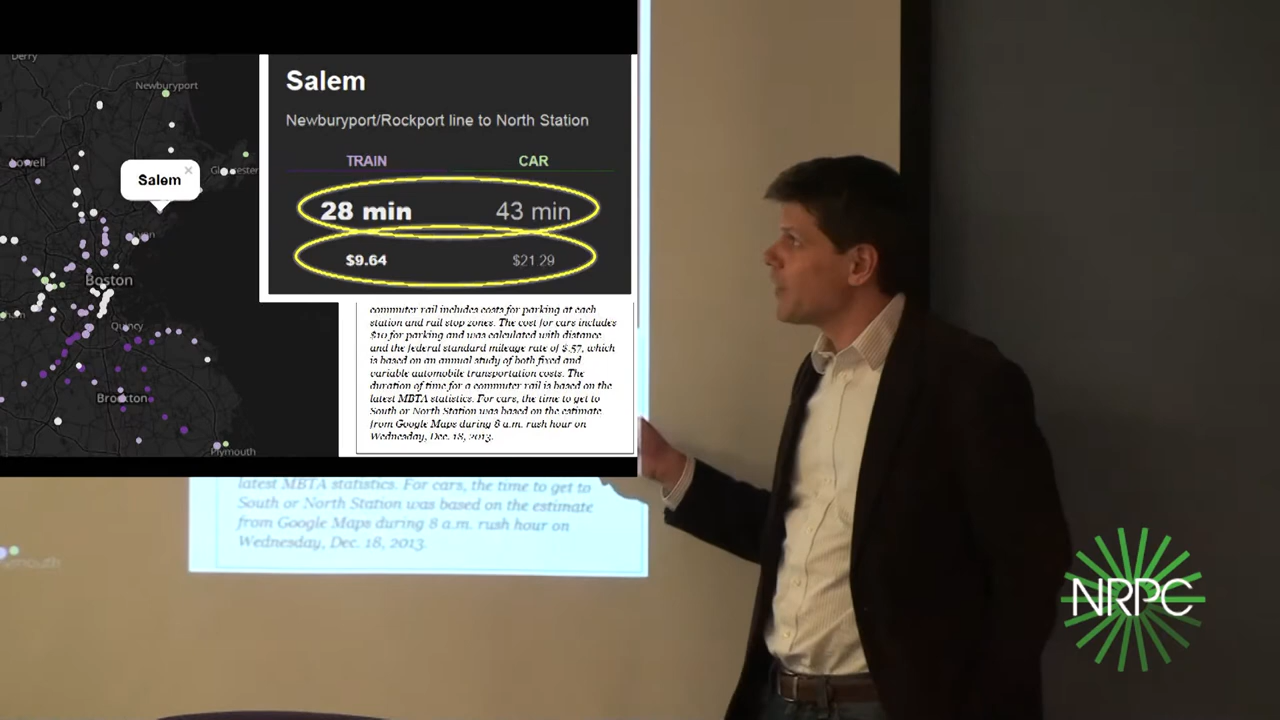 Derry
Newburyport
Lowell
Gloucester
Salem ×
Lynn
Boston
Quincy
Brockton
Plymouth
Salem
Newburyport/Rockport line to North Station
TRAIN CAR
28 min 43 min
$9.64 $21.29
commuter rail includes costs for parking at each
station and rail stop zones. The cost for cars includes
$10 for parking and was calculated with distance
and the federal standard mileage rate of $.57, which
is based on an annual study of both fixed and
variable automobile transportation costs. The
duration of time for a commuter rail is based on the
latest MBTA statistics. For cars, the time to get to
South or North Station was based on the estimate
from Google Maps during 8 a.m. rush hour on
Wednesday, Dec. 18, 2013.
latest MBTA statistics. For cars, the time to get to
South or North Station was based on the estimate
from Google Maps during 8 a.m. rush hour on
Wednesday, Dec. 18, 2013.
NRPC